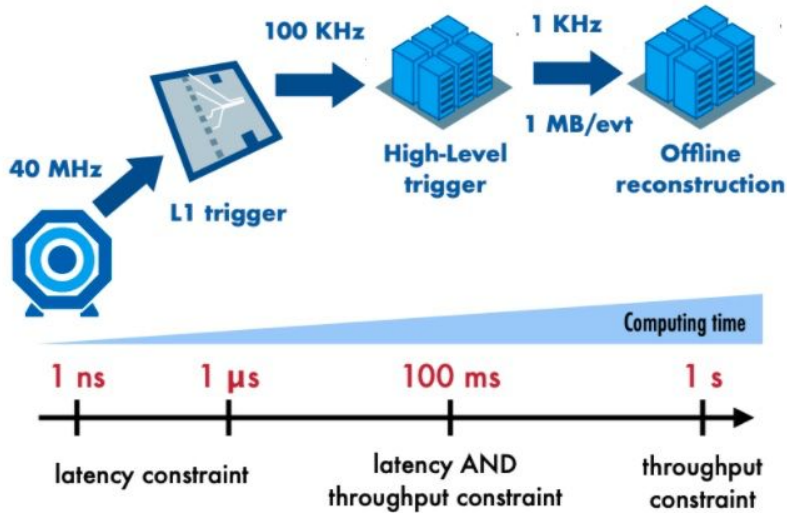 100 KHz
1 KHz
40 MHz
L1 trigger
High-Level
trigger
1 MB/evt
Offline
reconstruction
Computing time
1 ns
1 μs
100 ms
1 s
latency constraint
latency AND
throughput constraint
throughput
constraint